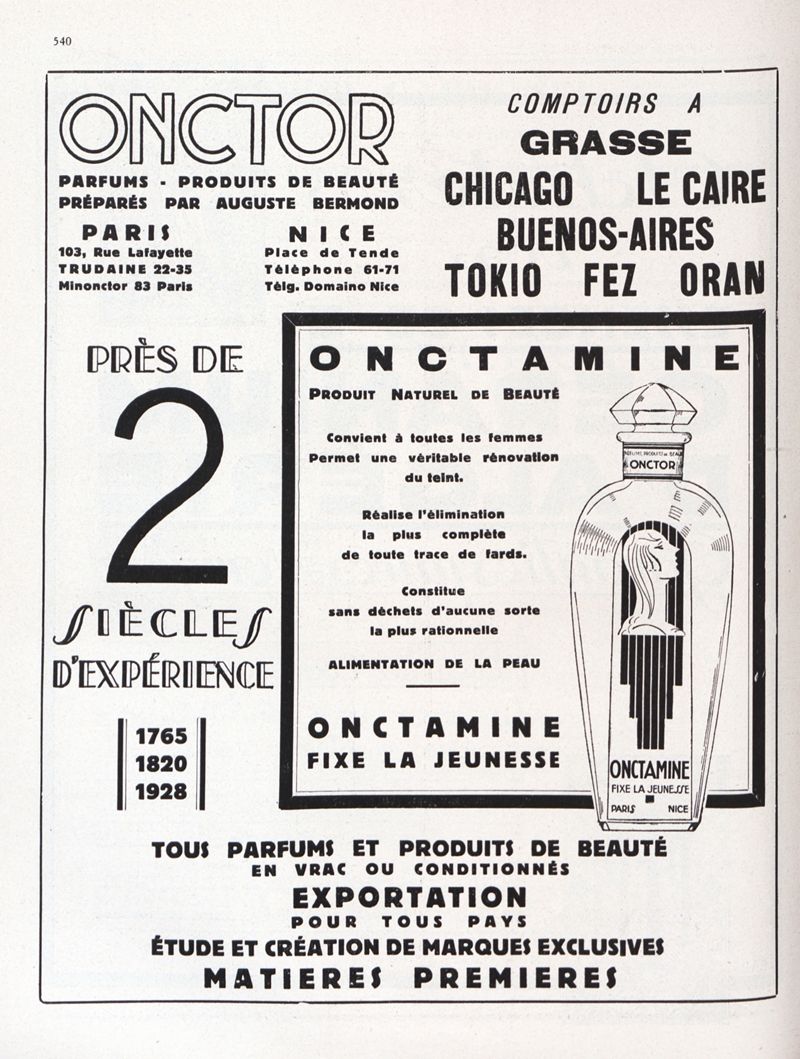 540
ONCTOR
PARFUMS - PRODUITS DE BEAUTÉ
PRÉPARÉS PAR AUGUSTE BERMOND
PARIS
103, Rue Lafayette
TRUDAINE 22-35
Minonctor 83 Paris
NICE
Place de Tende
Télèphone 61-71
Télg. Domaino Nice
COMPTOIRS A
GRASSE
CHICAGO LE CAIRE
BUENOS-AIRES
TOKIO FEZ ORAN
PRÈS DE
2
SIÈCLES
D'EXPÉRIENCE
1765
1820
1928
ONCTAMINE
PRODUIT NATUREL DE BEAUTÉ
Convient à toutes les femmes
Permet une véritable rénovation
du teint.
Réalise l'élimination
la plus complète
de toute trace de fards.
Constitue
sans déchets d'aucune sorte
la plus rationnelle
ALIMENTATION DE LA PEAU
ONCTAMINE
FIXE LA JEUNESSE
PARFUMS, PRODUITS DE BEAUTÉ
ONCTOR
ONCTAMINE
FIXE LA JEUNESSE
PARIS NICE
TOUS PARFUMS ET PRODUITS DE BEAUTÉ
EN VRAC OU CONDITIONNÉS
EXPORTATION
POUR TOUS PAYS
ÉTUDE ET CRÉATION DE MARQUES EXCLUSIVES
MATIERES PREMIERES